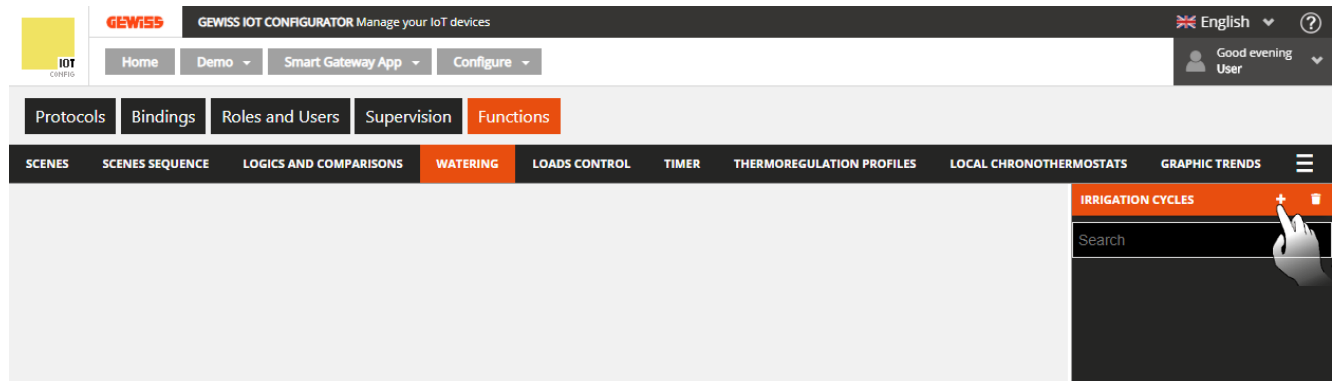 GEWISS
GEWISS IOT CONFIGURATOR Manage your IoT devices
English
?
IOT
CONFIG
Home
Demo
Smart Gateway App
Configure
Good evening
User
Protocols
Bindings
Roles and Users
Supervision
Functions
SCENES
SCENES SEQUENCE
LOGICS AND COMPARISONS
WATERING
LOADS CONTROL
TIMER
THERMOREGULATION PROFILES
LOCAL CHRONOTHERMOSTATS
GRAPHIC TRENDS
IRRIGATION CYCLES
Search